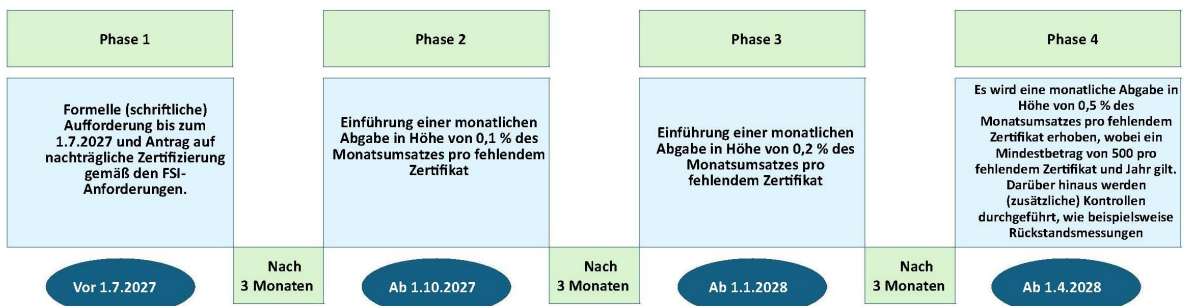 Phase 1
Formelle (schriftliche)
Aufforderung bis zum
1.7.2027 und Antrag auf
nachträgliche Zertifizierung
gemäß den FSI-
Anforderungen.
Vor 1.7.2027
Nach
3 Monaten
Phase 2
Einführung einer monatlichen
Abgabe in Höhe von 0,1 % des
Monatsumsatzes pro fehlendem
Zertifikat
Ab 1.10.2027
Nach
3 Monaten
Phase 3
Einführung einer monatlichen
Abgabe in Höhe von 0,2 % des
Monatsumsatzes pro
fehlendem Zertifikat
Ab 1.1.2028
Nach
3 Monaten
Phase 4
Es wird eine monatliche Abgabe in
Höhe von 0,5 % des
Monatsumsatzes pro fehlendem
Zertifikat erhoben, wobei ein
Mindestbetrag von 500 pro
fehlendem Zertifikat und Jahr gilt.
Darüber hinaus werden
(zusätzliche) Kontrollen
durchgeführt, wie beispielsweise
Rückstandsmessungen
Ab 1.4.2028